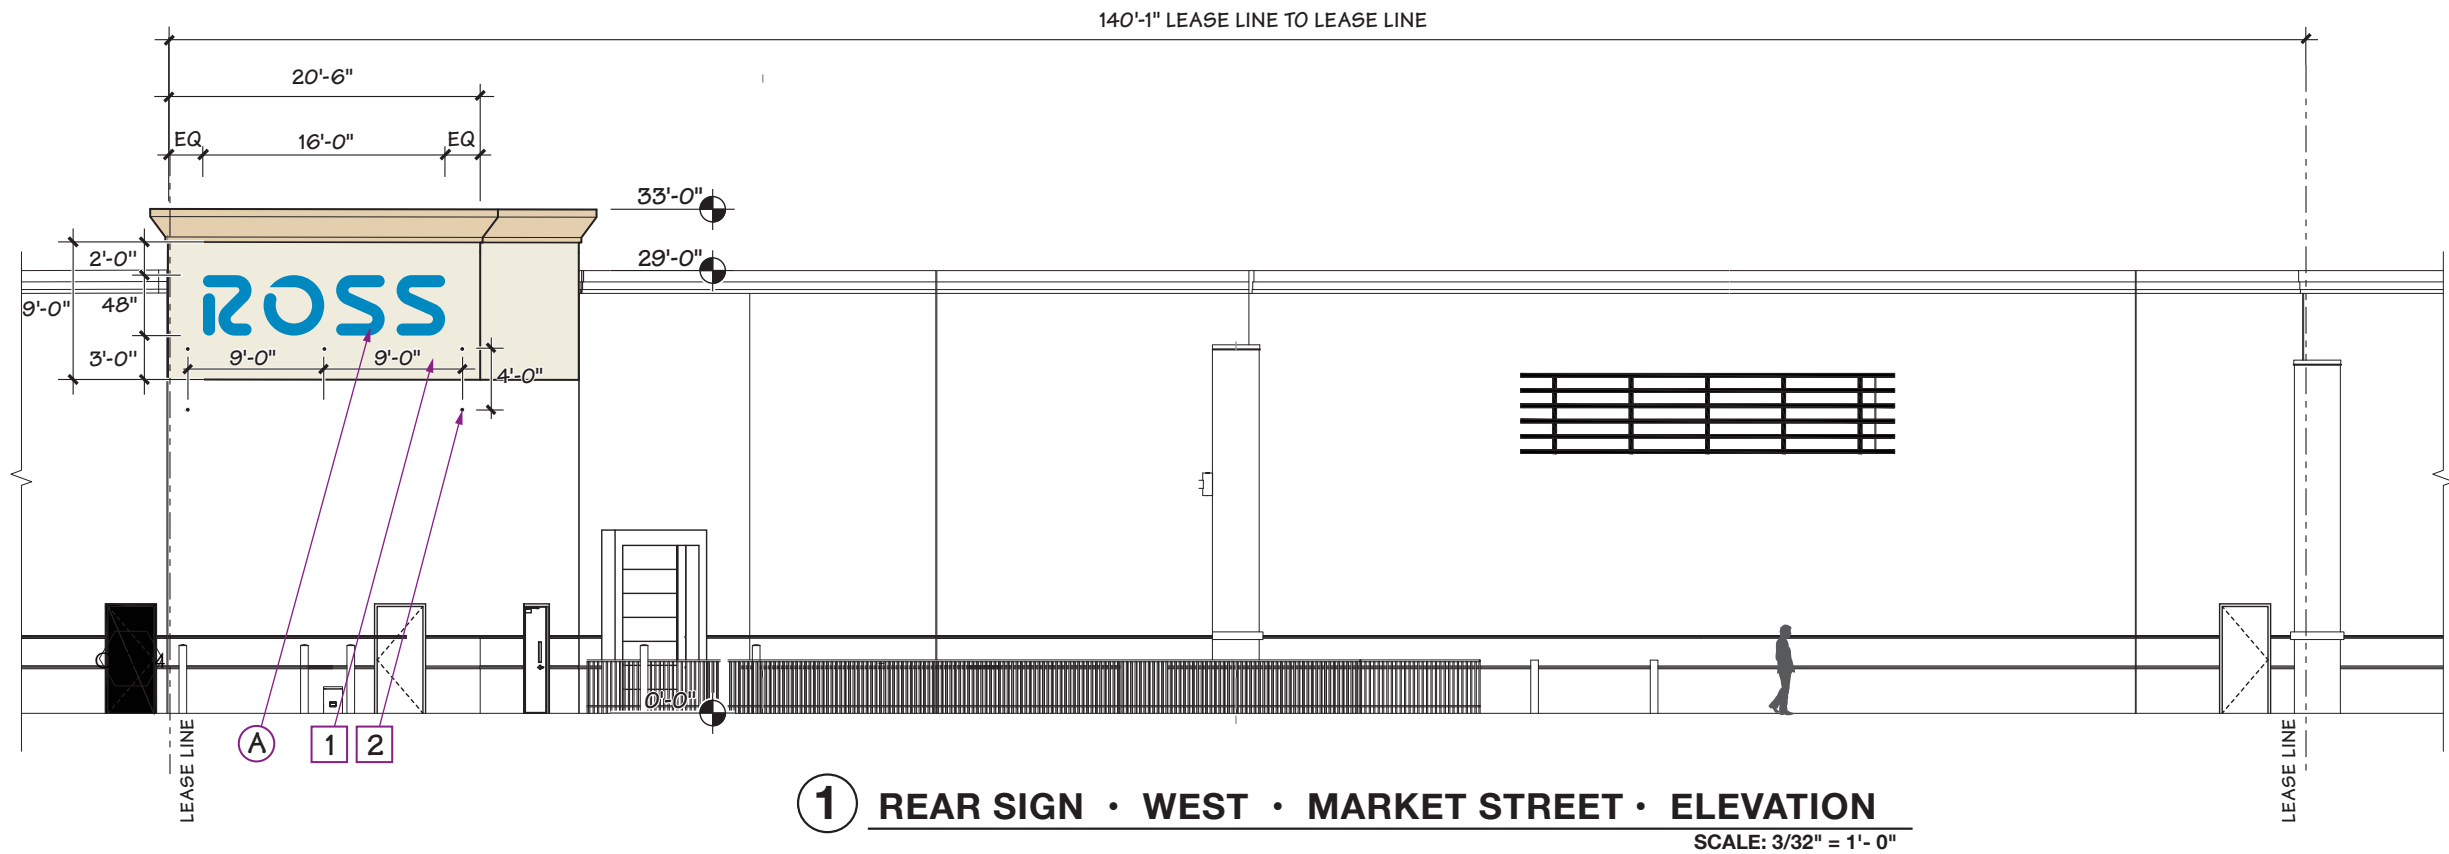 140'-1" LEASE LINE TO LEASE LINE
20'-6"
EQ 16'-0" EQ
33'-0"
29'-0"
2'-0"
48"
9'-0"
3'-0"
ROSS
9'-0" 9'-0"
4'-0"
0'-0"
A 1 2
LEASE LINE
LEASE LINE
1 REAR SIGN • WEST • MARKET STREET • ELEVATION
SCALE: 3/32" = 1'- 0"